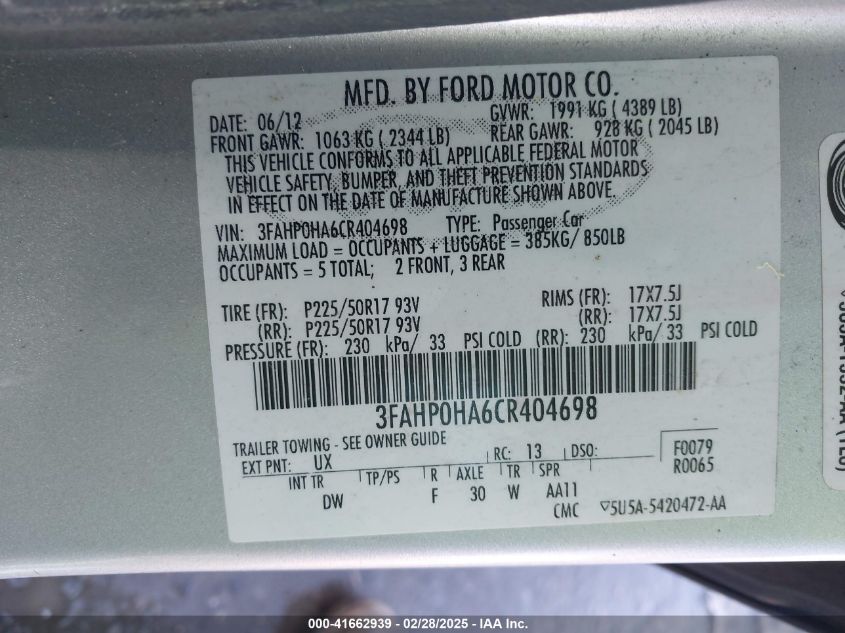 MFD. BY FORD MOTOR CO.
DATE: 06/12 GVWR: 1991 KG ( 4389 LB)
FRONT GAWR: 1063 KG ( 2344 LB) REAR GAWR: 928 KG ( 2045 LB)
THIS VEHICLE CONFORMS TO ALL APPLICABLE FEDERAL MOTOR
VEHICLE SAFETY, BUMPER, AND THEFT PREVENTION STANDARDS
IN EFFECT ON THE DATE OF MANUFACTURE SHOWN ABOVE.
VIN: 3FAHP0HA6CR404698 TYPE: Passenger Car
MAXIMUM LOAD = OCCUPANTS + LUGGAGE = 385KG/ 850LB
OCCUPANTS = 5 TOTAL; 2 FRONT, 3 REAR
TIRE (FR): P225/50R17 93V RIMS (FR): 17X7.5J
(RR): P225/50R17 93V (RR): 17X7.5J
PRESSURE (FR): 230 kPa/ 33 PSI COLD (RR): 230 kPa/ 33 PSI COLD
3FAHP0HA6CR404698
TRAILER TOWING - SEE OWNER GUIDE
EXT PNT: UX RC: 13 DSO: F0079
R0065
INT TR TP/PS R AXLE TR SPR
DW F 30 W AA11
CMC ▽5U5A-5420472-AA
000-41662939 - 02/28/2025 - IAA Inc.